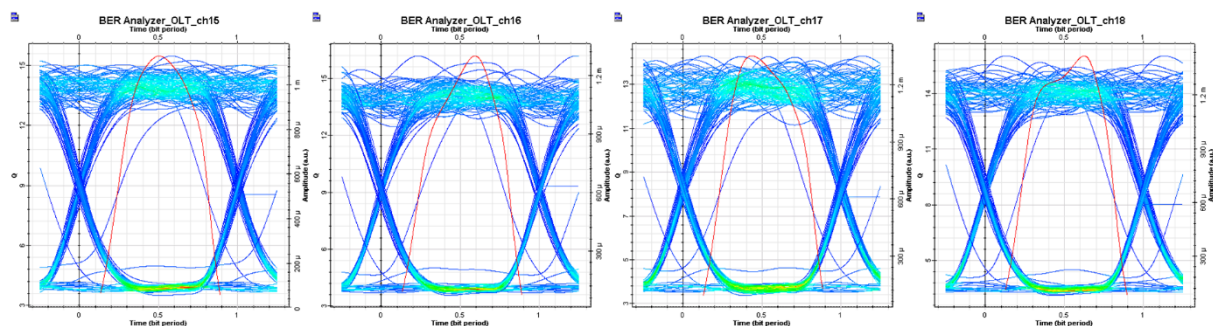 BER Analyzer_OLT_ch15
Time (bit period)
0 0.5 1
Q
15
12
9
6
3
Amplitude (a.u.)
1 m
800 µ
600 µ
400 µ
200 µ
0
0 0.5 1
Time (bit period)
BER Analyzer_OLT_ch16
Time (bit period)
0 0.5 1
Q
15
12
9
6
3
Amplitude (a.u.)
1.2 m
900 µ
600 µ
300 µ
0 0.5 1
Time (bit period)
BER Analyzer_OLT_ch17
Time (bit period)
0 0.5 1
Q
13
11
9
7
5
3
Amplitude (a.u.)
1.2 m
900 µ
600 µ
300 µ
0 0.5 1
Time (bit period)
BER Analyzer_OLT_ch18
Time (bit period)
0 0.5 1
Q
14
11
8
5
Amplitude (a.u.)
1.2 m
900 µ
600 µ
300 µ
0 0.5 1
Time (bit period)